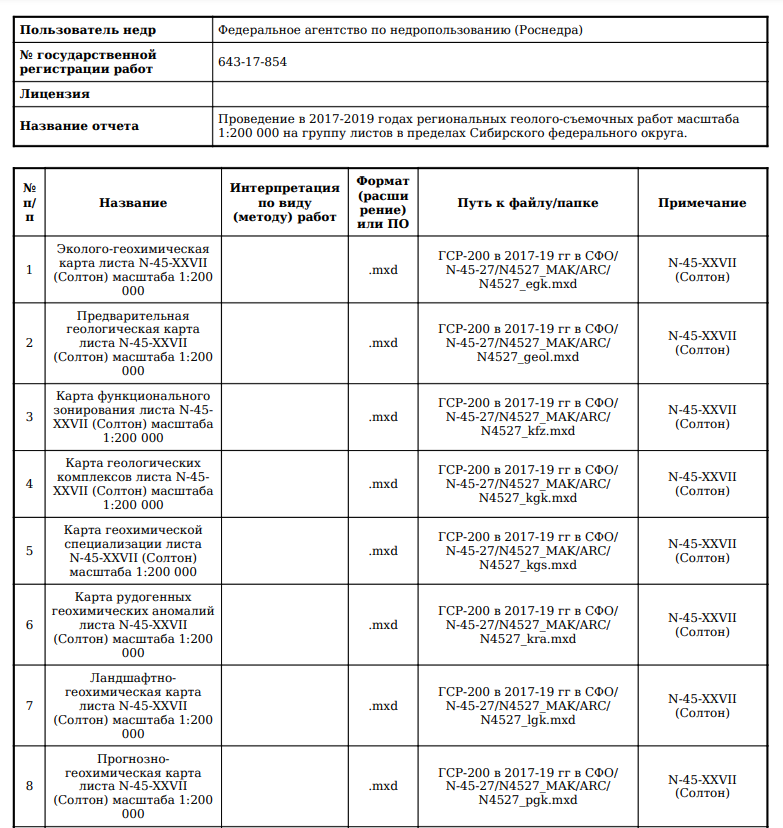 Пользователь недр
Федеральное агентство по недропользованию (Роснедра)
№ государственной
регистрации работ
643-17-854
Лицензия
Название отчета
Проведение в 2017-2019 годах региональных геолого-съемочных работ масштаба
1:200 000 на группу листов в пределах Сибирского федерального округа.
№
п/
п
Название
Интерпретация
по виду
(методу) работ
Формат
(расши
рение)
или ПО
Путь к файлу/папке
Примечание
1
Эколого-геохимическая
карта листа N-45-XXVII
(Солтон) масштаба 1:200
000
.mxd
ГСР-200 в 2017-19 гг в СФО/
N-45-27/N4527_MAK/ARC/
N4527_egk.mxd
N-45-XXVII
(Солтон)
2
Предварительная
геологическая карта
листа N-45-XXVII
(Солтон) масштаба 1:200
000
.mxd
ГСР-200 в 2017-19 гг в СФО/
N-45-27/N4527_MAK/ARC/
N4527_geol.mxd
N-45-XXVII
(Солтон)
3
Карта функционального
зонирования листа N-45-
XXVII (Солтон) масштаба
1:200 000
.mxd
ГСР-200 в 2017-19 гг в СФО/
N-45-27/N4527_MAK/ARC/
N4527_kfz.mxd
N-45-XXVII
(Солтон)
4
Карта геологических
комплексов листа N-45-
XXVII (Солтон) масштаба
1:200 000
.mxd
ГСР-200 в 2017-19 гг в СФО/
N-45-27/N4527_MAK/ARC/
N4527_kgk.mxd
N-45-XXVII
(Солтон)
5
Карта геохимической
специализации листа
N-45-XXVII (Солтон)
масштаба 1:200 000
.mxd
ГСР-200 в 2017-19 гг в СФО/
N-45-27/N4527_MAK/ARC/
N4527_kgs.mxd
N-45-XXVII
(Солтон)
6
Карта рудогенных
геохимических аномалий
листа N-45-XXVII
(Солтон) масштаба 1:200
000
.mxd
ГСР-200 в 2017-19 гг в СФО/
N-45-27/N4527_MAK/ARC/
N4527_kra.mxd
N-45-XXVII
(Солтон)
7
Ландшафтно-
геохимическая карта
листа N-45-XXVII
(Солтон) масштаба 1:200
000
.mxd
ГСР-200 в 2017-19 гг в СФО/
N-45-27/N4527_MAK/ARC/
N4527_lgk.mxd
N-45-XXVII
(Солтон)
8
Прогнозно-
геохимическая карта
листа N-45-XXVII
(Солтон) масштаба 1:200
000
.mxd
ГСР-200 в 2017-19 гг в СФО/
N-45-27/N4527_MAK/ARC/
N4527_pgk.mxd
N-45-XXVII
(Солтон)